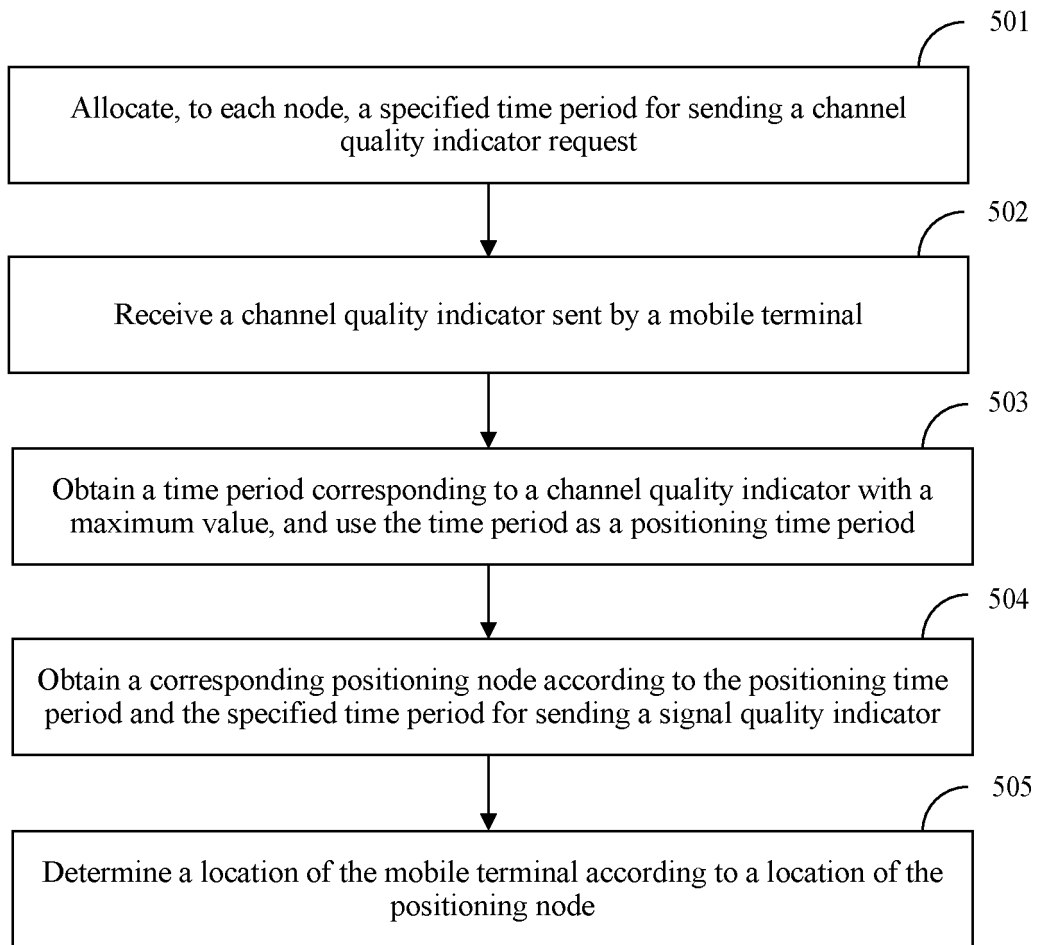 501
Allocate, to each node, a specified time period for sending a channel
quality indicator request
502
Receive a channel quality indicator sent by a mobile terminal
503
Obtain a time period corresponding to a channel quality indicator with a
maximum value, and use the time period as a positioning time period
504
Obtain a corresponding positioning node according to the positioning time
period and the specified time period for sending a signal quality indicator
505
Determine a location of the mobile terminal according to a location of the
positioning node